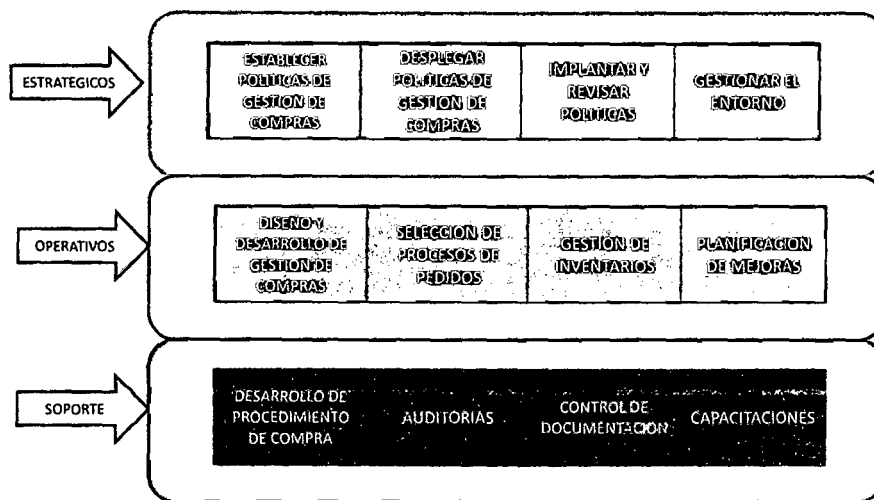 ESTRATEGICOS
ESTABLECER
POLITICAS DE
GESTION DE
COMPRAS
DESPLEGAR
POLITICAS DE
GESTION DE
COMPRAS
IMPLANTAR Y
REVISAR
POLITICAS
GESTIONAR EL
ENTORNO
OPERATIVOS
DISEÑO Y
DESARROLLO DE
GESTION DE
COMPRAS
SELECCION DE
PROCESOS DE
PEDIDOS
GESTION DE
INVENTARIOS
PLANIFICACION
DE MEJORAS
SOPORTE
DESARROLLO DE
PROCEDIMIENTO
DE COMPRA
AUDITORIAS
CONTROL DE
DOCUMENTACION
CAPACITACIONES